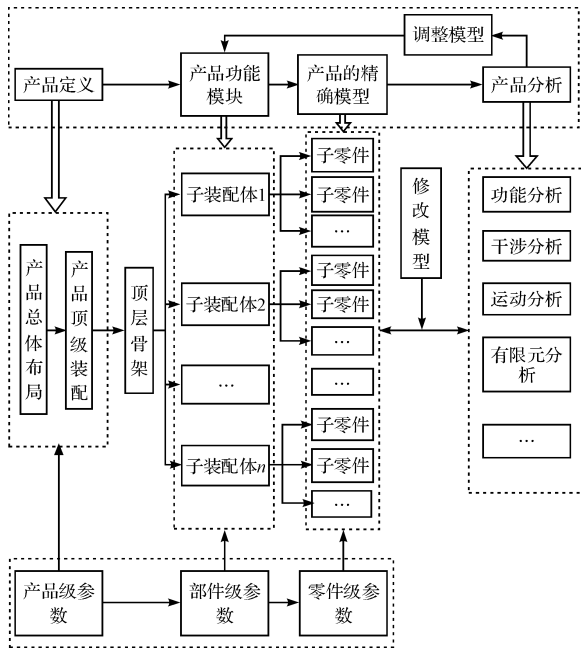 调整模型
产品定义
产品功能
模块
产品的精
确模型
产品分析
子零件
子装配体1
子零件
…
修改模型
功能分析
干涉分析
运动分析
有限元分
析
…
产品总体布局
产品顶级装配
顶层骨架
子零件
子装配体2
子零件
…
…
…
子零件
子装配体n
子零件
…
产品级参
数
部件级参
数
零件级参
数